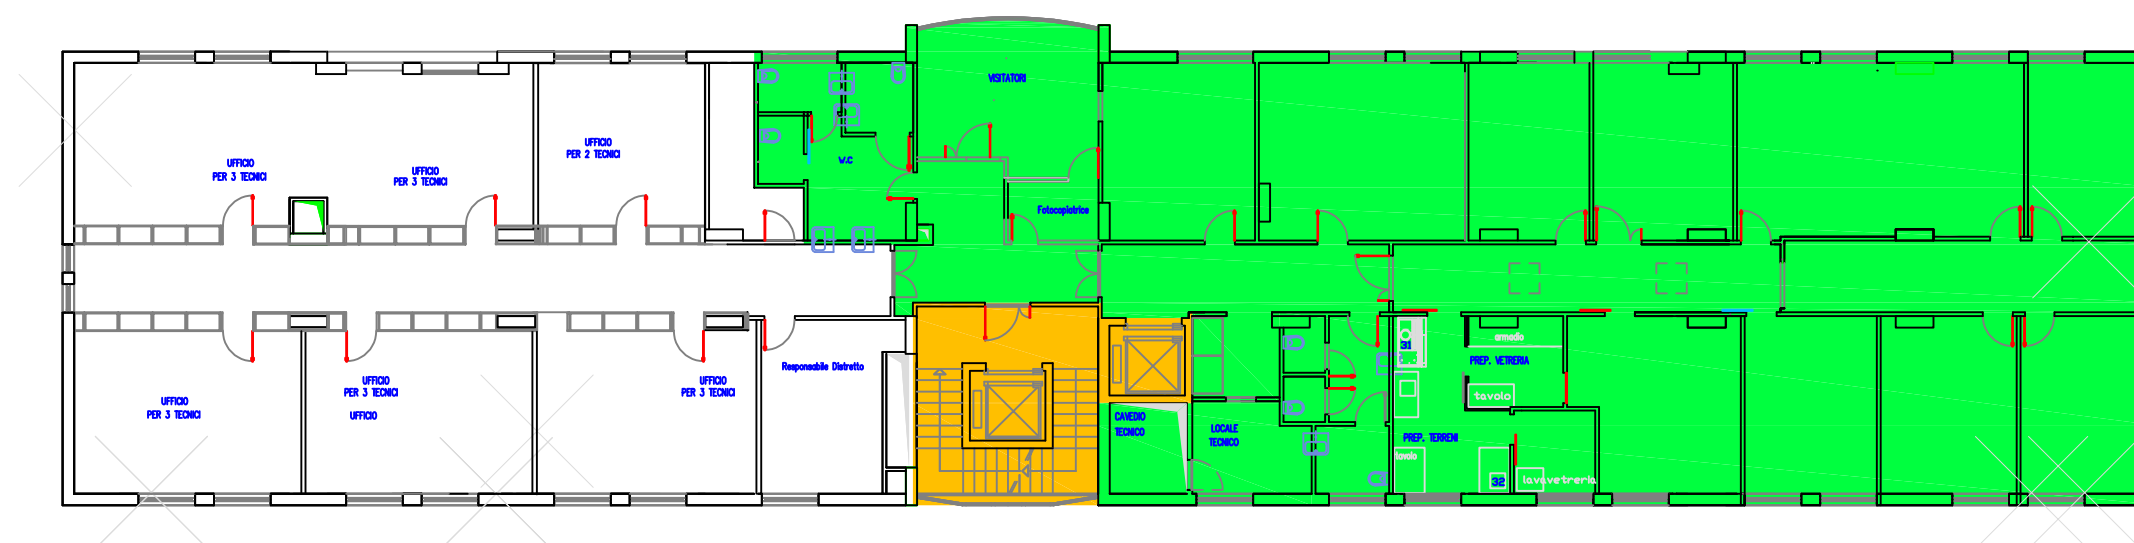 VISITATORI
UFFICIO
PER 2 TECNICI
UFFICIO
PER 3 TECNICI
UFFICIO
PER 3 TECNICI
W.C
Fotocopiatrice
armadio
31
PREP. VETRERIA
Responsabile Distretto
UFFICIO
PER 3 TECNICI
UFFICIO
UFFICIO
PER 3 TECNICI
UFFICIO
PER 3 TECNICI
tavolo
CAVEDIO
TECNICO
LOCALE
TECNICO
PREP. TERRENI
tavolo
32
lavavetreria